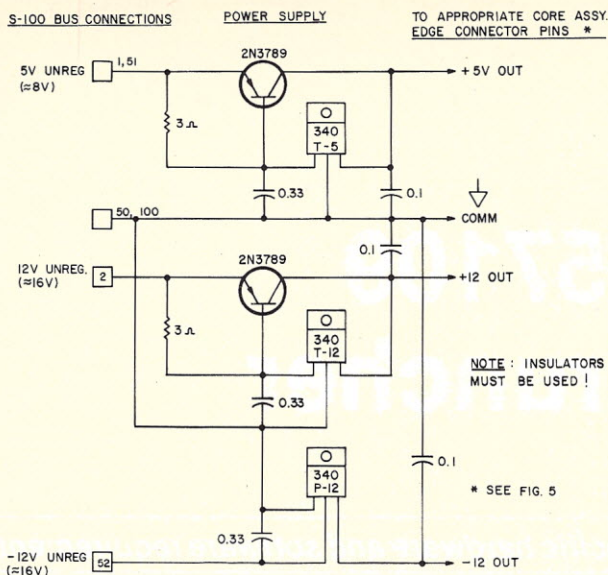 S-100 BUS CONNECTIONS
POWER SUPPLY
TO APPROPRIATE CORE ASSY.
EDGE CONNECTOR PINS *
2N3789
5V UNREG
(≈8V)
1,51
+5V OUT
3Ω
340
T-5
0.33
0.1
50, 100
COMM
0.1
2N3789
12V UNREG.
(≈16V)
2
+12 OUT
3Ω
340
T-12
NOTE: INSULATORS
MUST BE USED!
0.33
0.1
340
P-12
* SEE FIG. 5
0.33
-12V UNREG
(≈16V)
52
-12 OUT